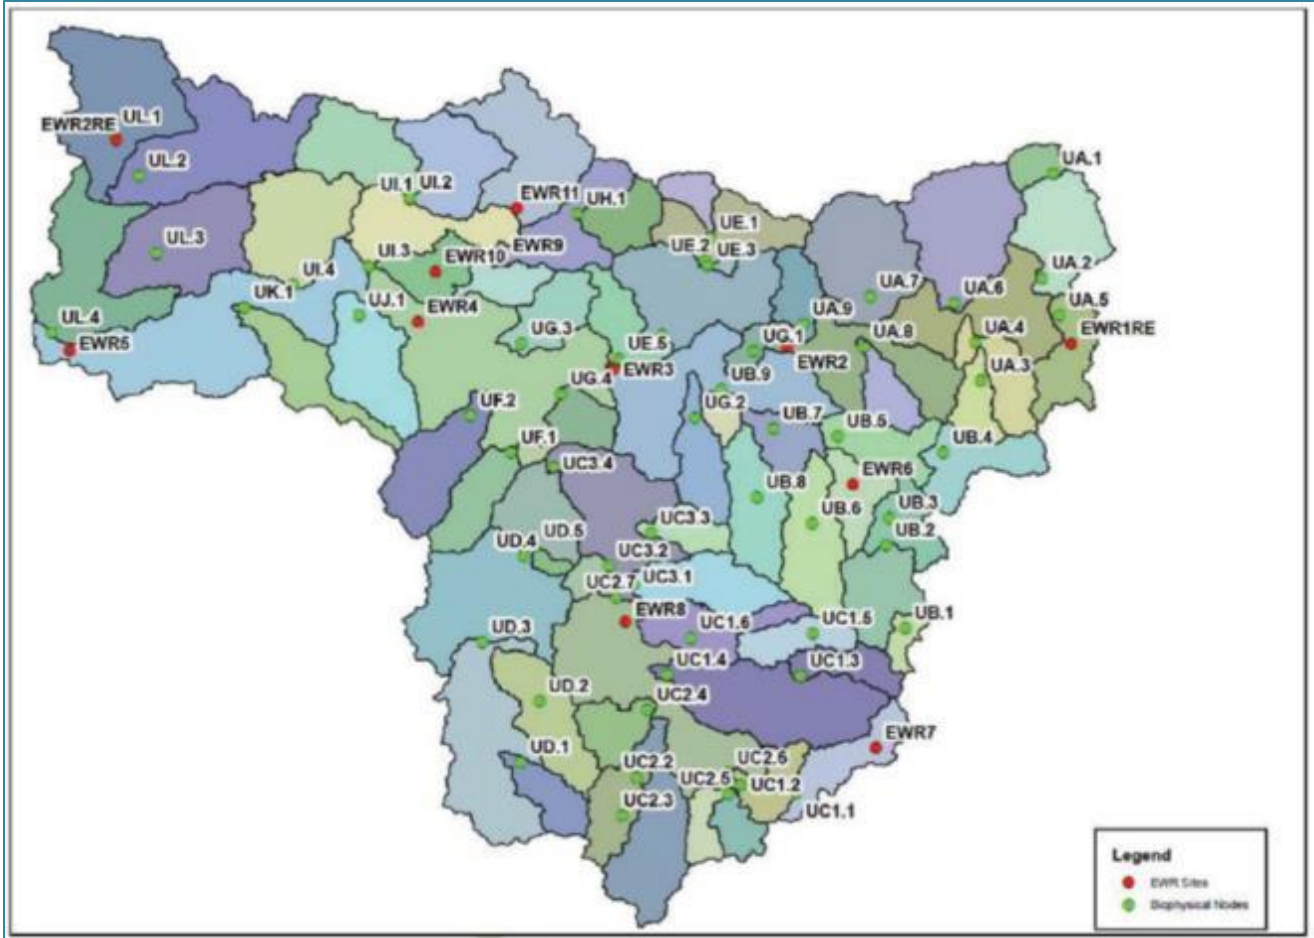 UL.1
EWR2RE
UA.1
UL.2
UI.1
UI.2
EWR11
UH.1
UE.1
UL.3
UI.3
EWR9
UE.2
UE.3
EWR10
UA.2
UI.4
UA.7
UA.6
UK.1
UJ.1
EWR4
UA.9
UA.5
UL.4
EWR5
UG.3
UE.5
UG.1
UA.8
UA.4
EWR1RE
EWR3
EWR2
UA.3
UG.4
UB.9
UF.2
UG.2
UB.7
UB.5
UF.1
UB.4
UC3.4
EWR6
UB.8
UB.3
UB.6
UC3.3
UD.5
UB.2
UD.4
UC3.2
UC2.7
UC3.1
EWR8
UC1.6
UC1.5
UB.1
UD.3
UC1.4
UC1.3
UD.2
UC2.4
EWR7
UD.1
UC2.2
UC2.6
UC2.5
UC1.2
UC2.3
UC1.1
Legend
EWR Sites
Biophysical Nodes